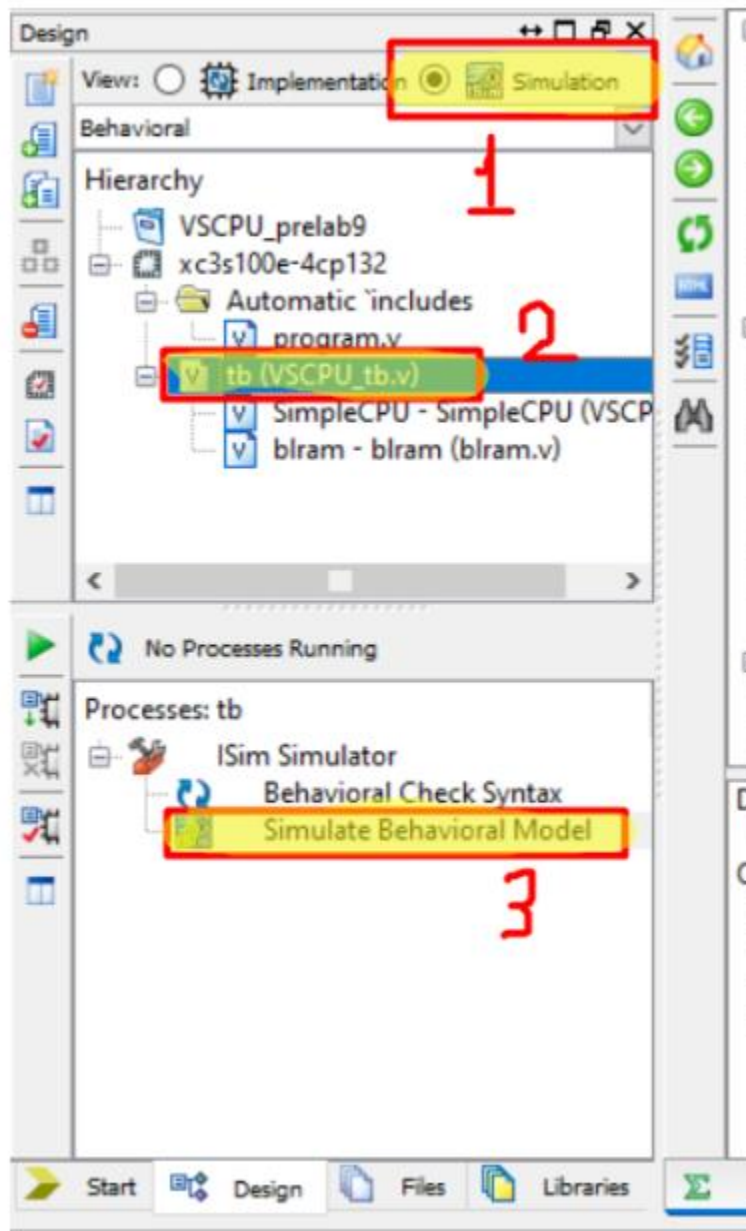 Design
View: Implementation Simulation
Behavioral
1
Hierarchy
VSCPU_prelab9
xc3s100e-4cp132
Automatic `includes
program.v
2
tb (VSCPU_tb.v)
SimpleCPU - SimpleCPU (VSCP
blram - blram (blram.v)
No Processes Running
Processes: tb
ISim Simulator
Behavioral Check Syntax
Simulate Behavioral Model
3
Start Design Files Libraries